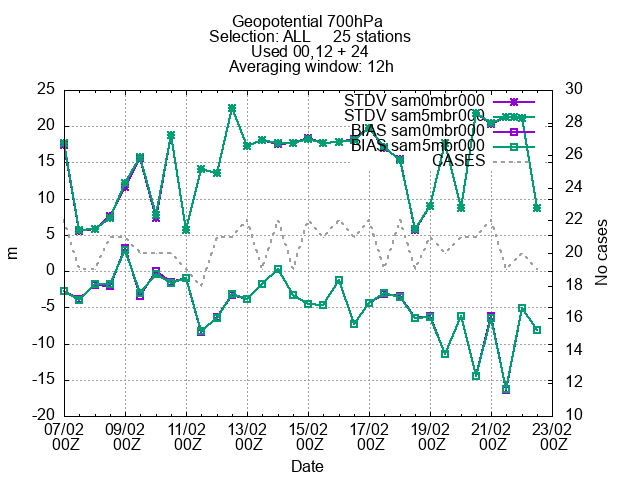 Geopotential 700hPa
Selection: ALL 25 stations
Used 00,12 + 24
Averaging window: 12h
STDV sam0mbr000
STDV sam5mbr000
BIAS sam0mbr000
BIAS sam5mbr000
CASES
25
20
15
10
5
0
-5
-10
-15
-20
m
30
28
26
24
22
20
18
16
14
12
10
No cases
07/02 09/02 11/02 13/02 15/02 17/02 19/02 21/02 23/02
00Z 00Z 00Z 00Z 00Z 00Z 00Z 00Z 00Z
Date